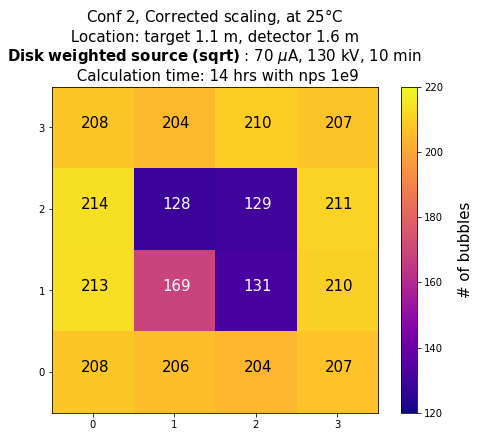 Conf 2, Corrected scaling, at 25°C
Location: target 1.1 m, detector 1.6 m
Disk weighted source (sqrt) : 70 μA, 130 kV, 10 min
Calculation time: 14 hrs with nps 1e9
3 208 204 210 207
2 214 128 129 211
1 213 169 131 210
0 208 206 204 207
0 1 2 3
220
200
180
160
140
120
# of bubbles